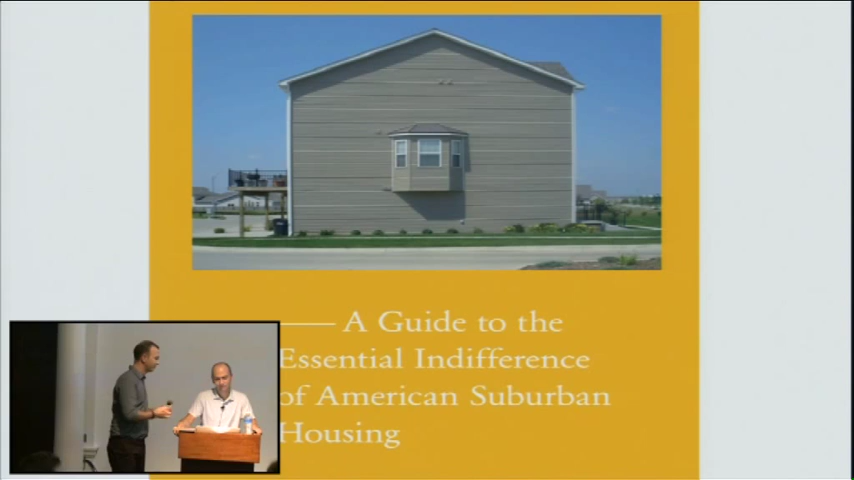 —— A Guide to the
Essential Indifference
of American Suburban
Housing